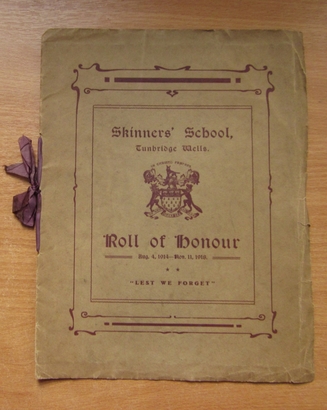 Skinners' School,
Tunbridge Wells.
Roll of Honour
Aug. 4, 1914–Nov. 11, 1918.
"LEST WE FORGET"